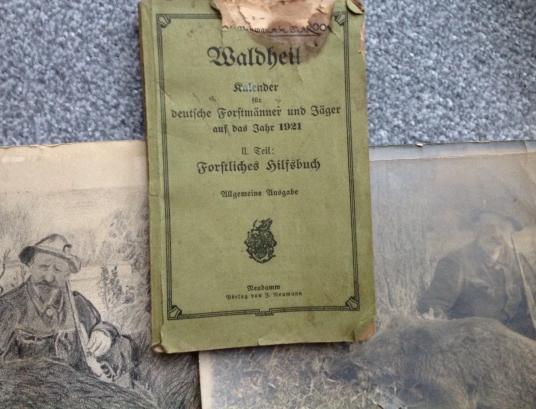 Waldheil
Kalender
für
deutsche Forstmänner und Jäger
auf das Jahr 1921
II. Teil:
Forstliches Hilfsbuch
Allgemeine Ausgabe
Neudamm
Verlag von J. Neumann